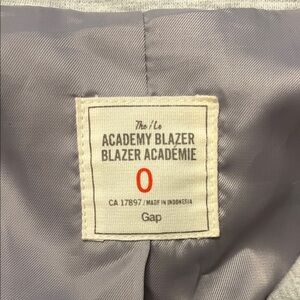 The / Le
ACADEMY BLAZER
BLAZER ACADÉMIE
0
CA 17897 / MADE IN INDONESIA
Gap